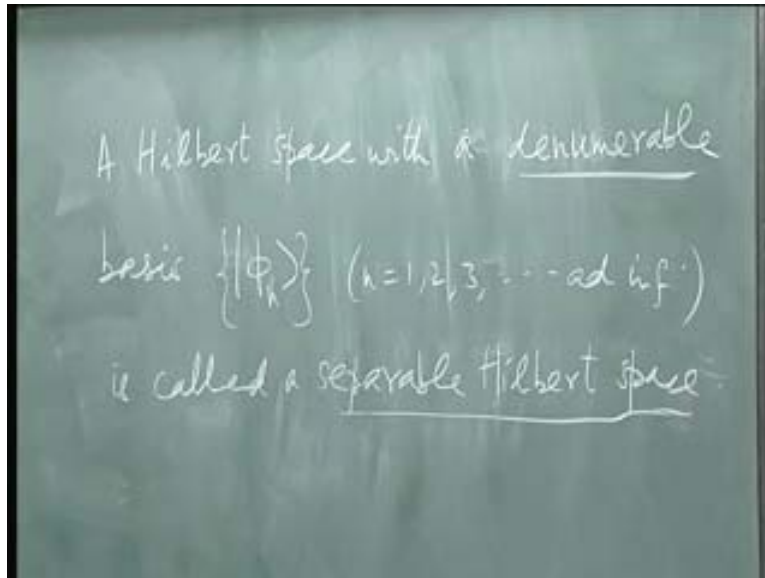 A Hilbert space with a denumerable
basis {|ϕₙ⟩} (n=1,2,3,---ad inf.)
is called a separable Hilbert space.